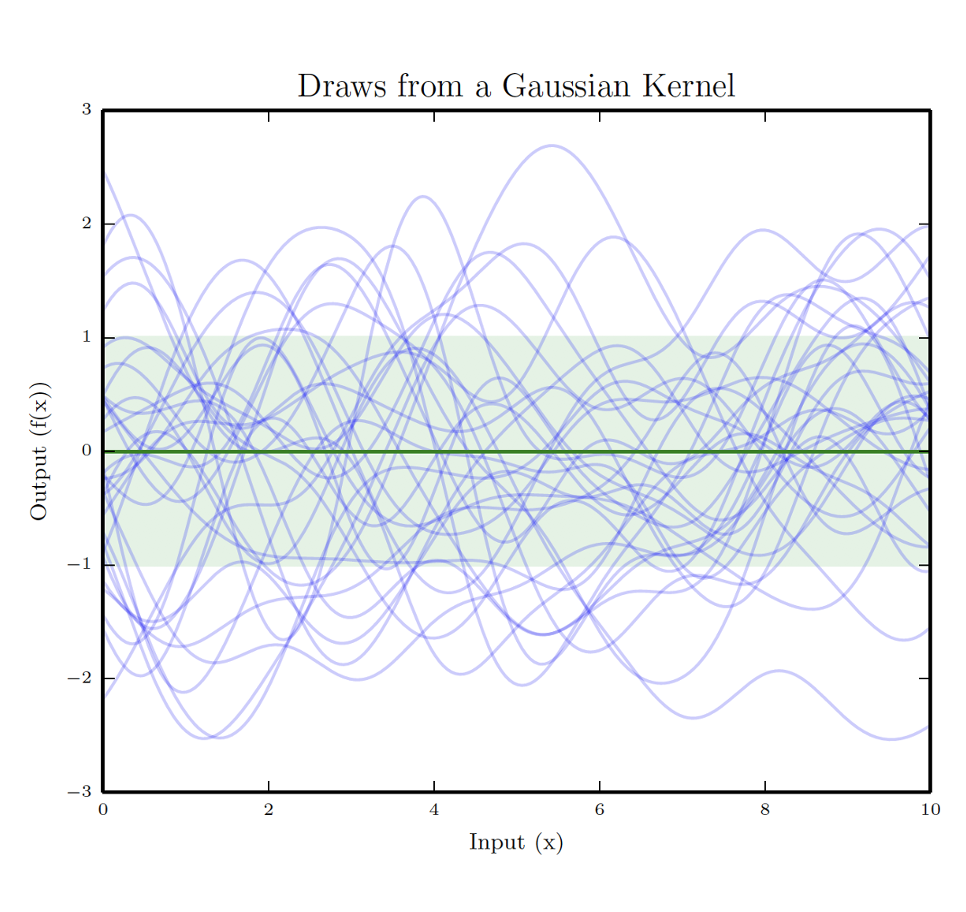 Draws from a Gaussian Kernel
3
2
1
0
−1
−2
−3
Output (f(x))
0 2 4 6 8 10
Input (x)